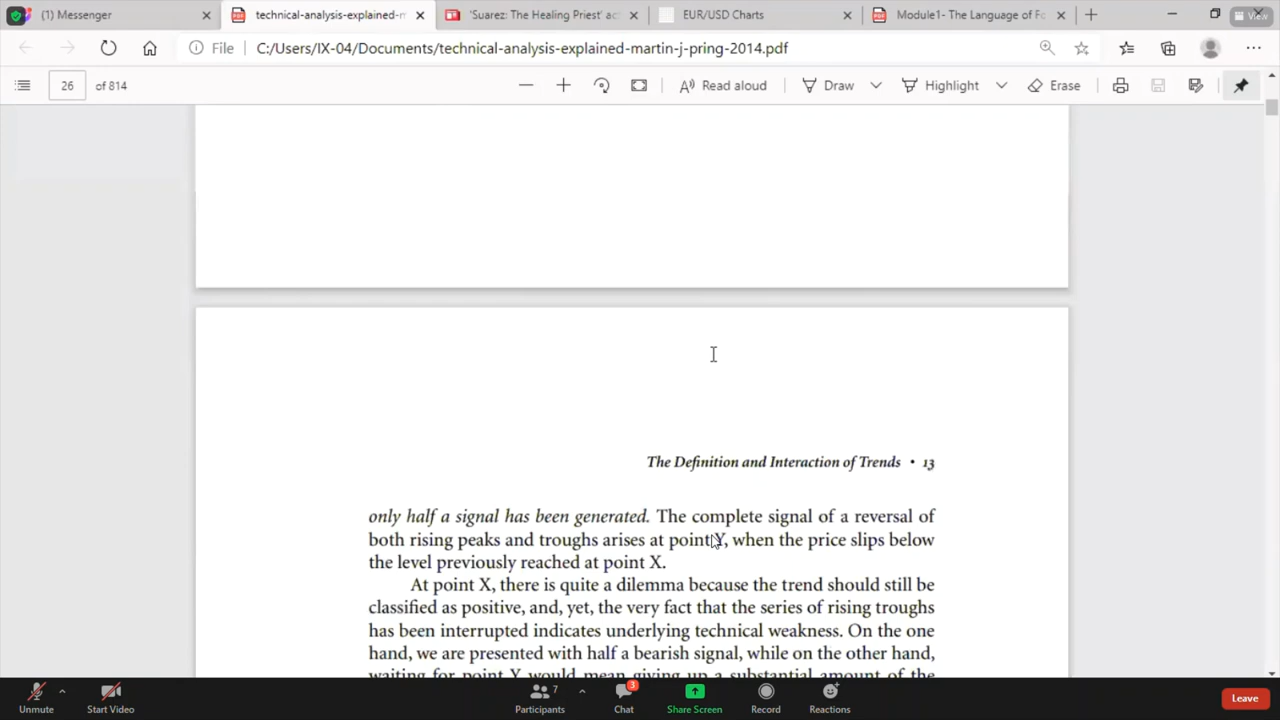 (1) Messenger
technical-analysis-explained-m
'Suarez: The Healing Priest' act
EUR/USD Charts
Module1- The Language of Fo
View
File
C:/Users/IX-04/Documents/technical-analysis-explained-martin-j-pring-2014.pdf
26 of 814
Read aloud
Draw
Highlight
Erase
The Definition and Interaction of Trends • 13
only half a signal has been generated. The complete signal of a reversal of
both rising peaks and troughs arises at point Y, when the price slips below
the level previously reached at point X.
At point X, there is quite a dilemma because the trend should still be
classified as positive, and, yet, the very fact that the series of rising troughs
has been interrupted indicates underlying technical weakness. On the one
hand, we are presented with half a bearish signal, while on the other hand,
waiting for point Y would mean giving up a substantial amount of the
Unmute
Start Video
7
Participants
3
Chat
Share Screen
Record
Reactions
Leave